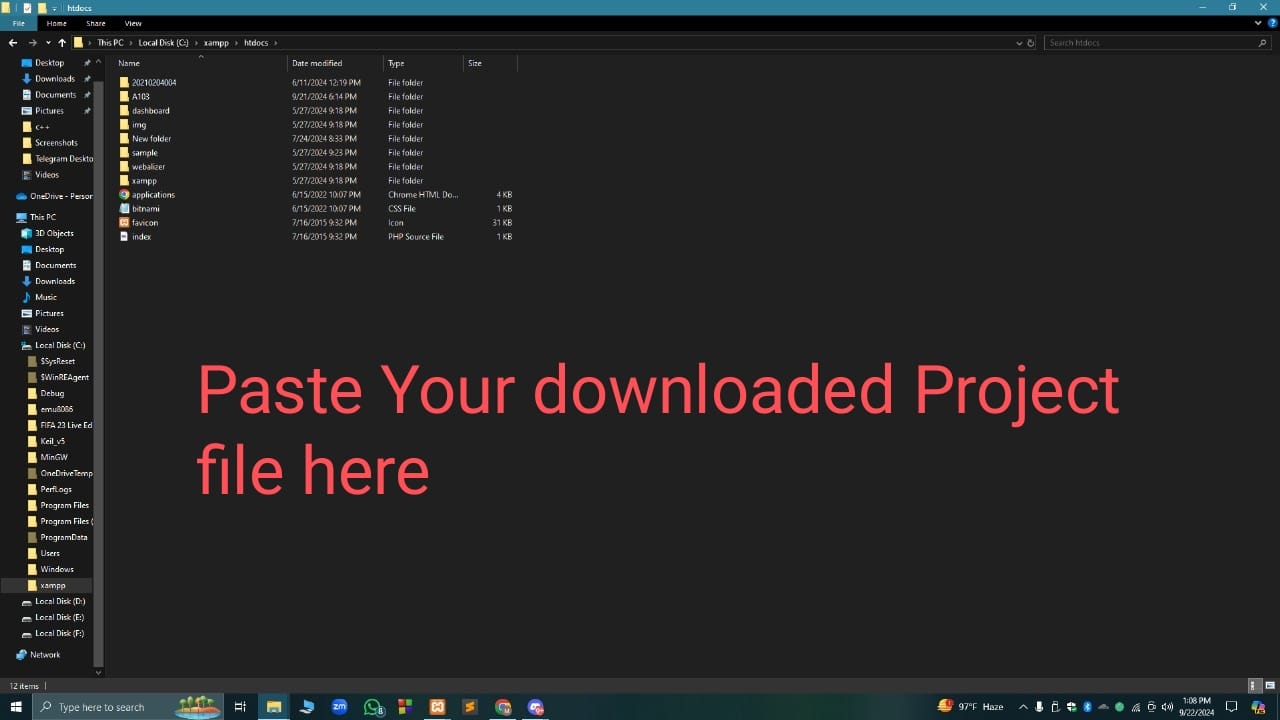 htdocs
File Home Share View
This PC Local Disk (C:) xampp htdocs Search htdocs
Name Date modified Type Size
Desktop
Downloads
Documents
Pictures
c++
Screenshots
Telegram Deskto
Videos
OneDrive - Person
This PC
3D Objects
Desktop
Documents
Downloads
Music
Pictures
Videos
Local Disk (C:)
$SysReset
$WinREAgent
Debug
emu8086
FIFA 23 Live Ed
Keil_v5
MinGW
OneDriveTemp
PerfLogs
Program Files
Program Files (
ProgramData
Users
Windows
xampp
Local Disk (D:)
Local Disk (E:)
Local Disk (F:)
Network
20210204004 6/11/2024 12:19 PM File folder
A103 9/21/2024 6:14 PM File folder
dashboard 5/27/2024 9:18 PM File folder
img 5/27/2024 9:18 PM File folder
New folder 7/24/2024 8:33 PM File folder
sample 5/27/2024 9:23 PM File folder
webalizer 5/27/2024 9:18 PM File folder
xampp 5/27/2024 9:18 PM File folder
applications 6/15/2022 10:07 PM Chrome HTML Do... 4 KB
bitnami 6/15/2022 10:07 PM CSS File 1 KB
favicon 7/16/2015 9:32 PM Icon 31 KB
index 7/16/2015 9:32 PM PHP Source File 1 KB
Paste Your downloaded Project
file here
12 items
Type here to search zm 8 97°F Haze
1:08 PM
9/22/2024